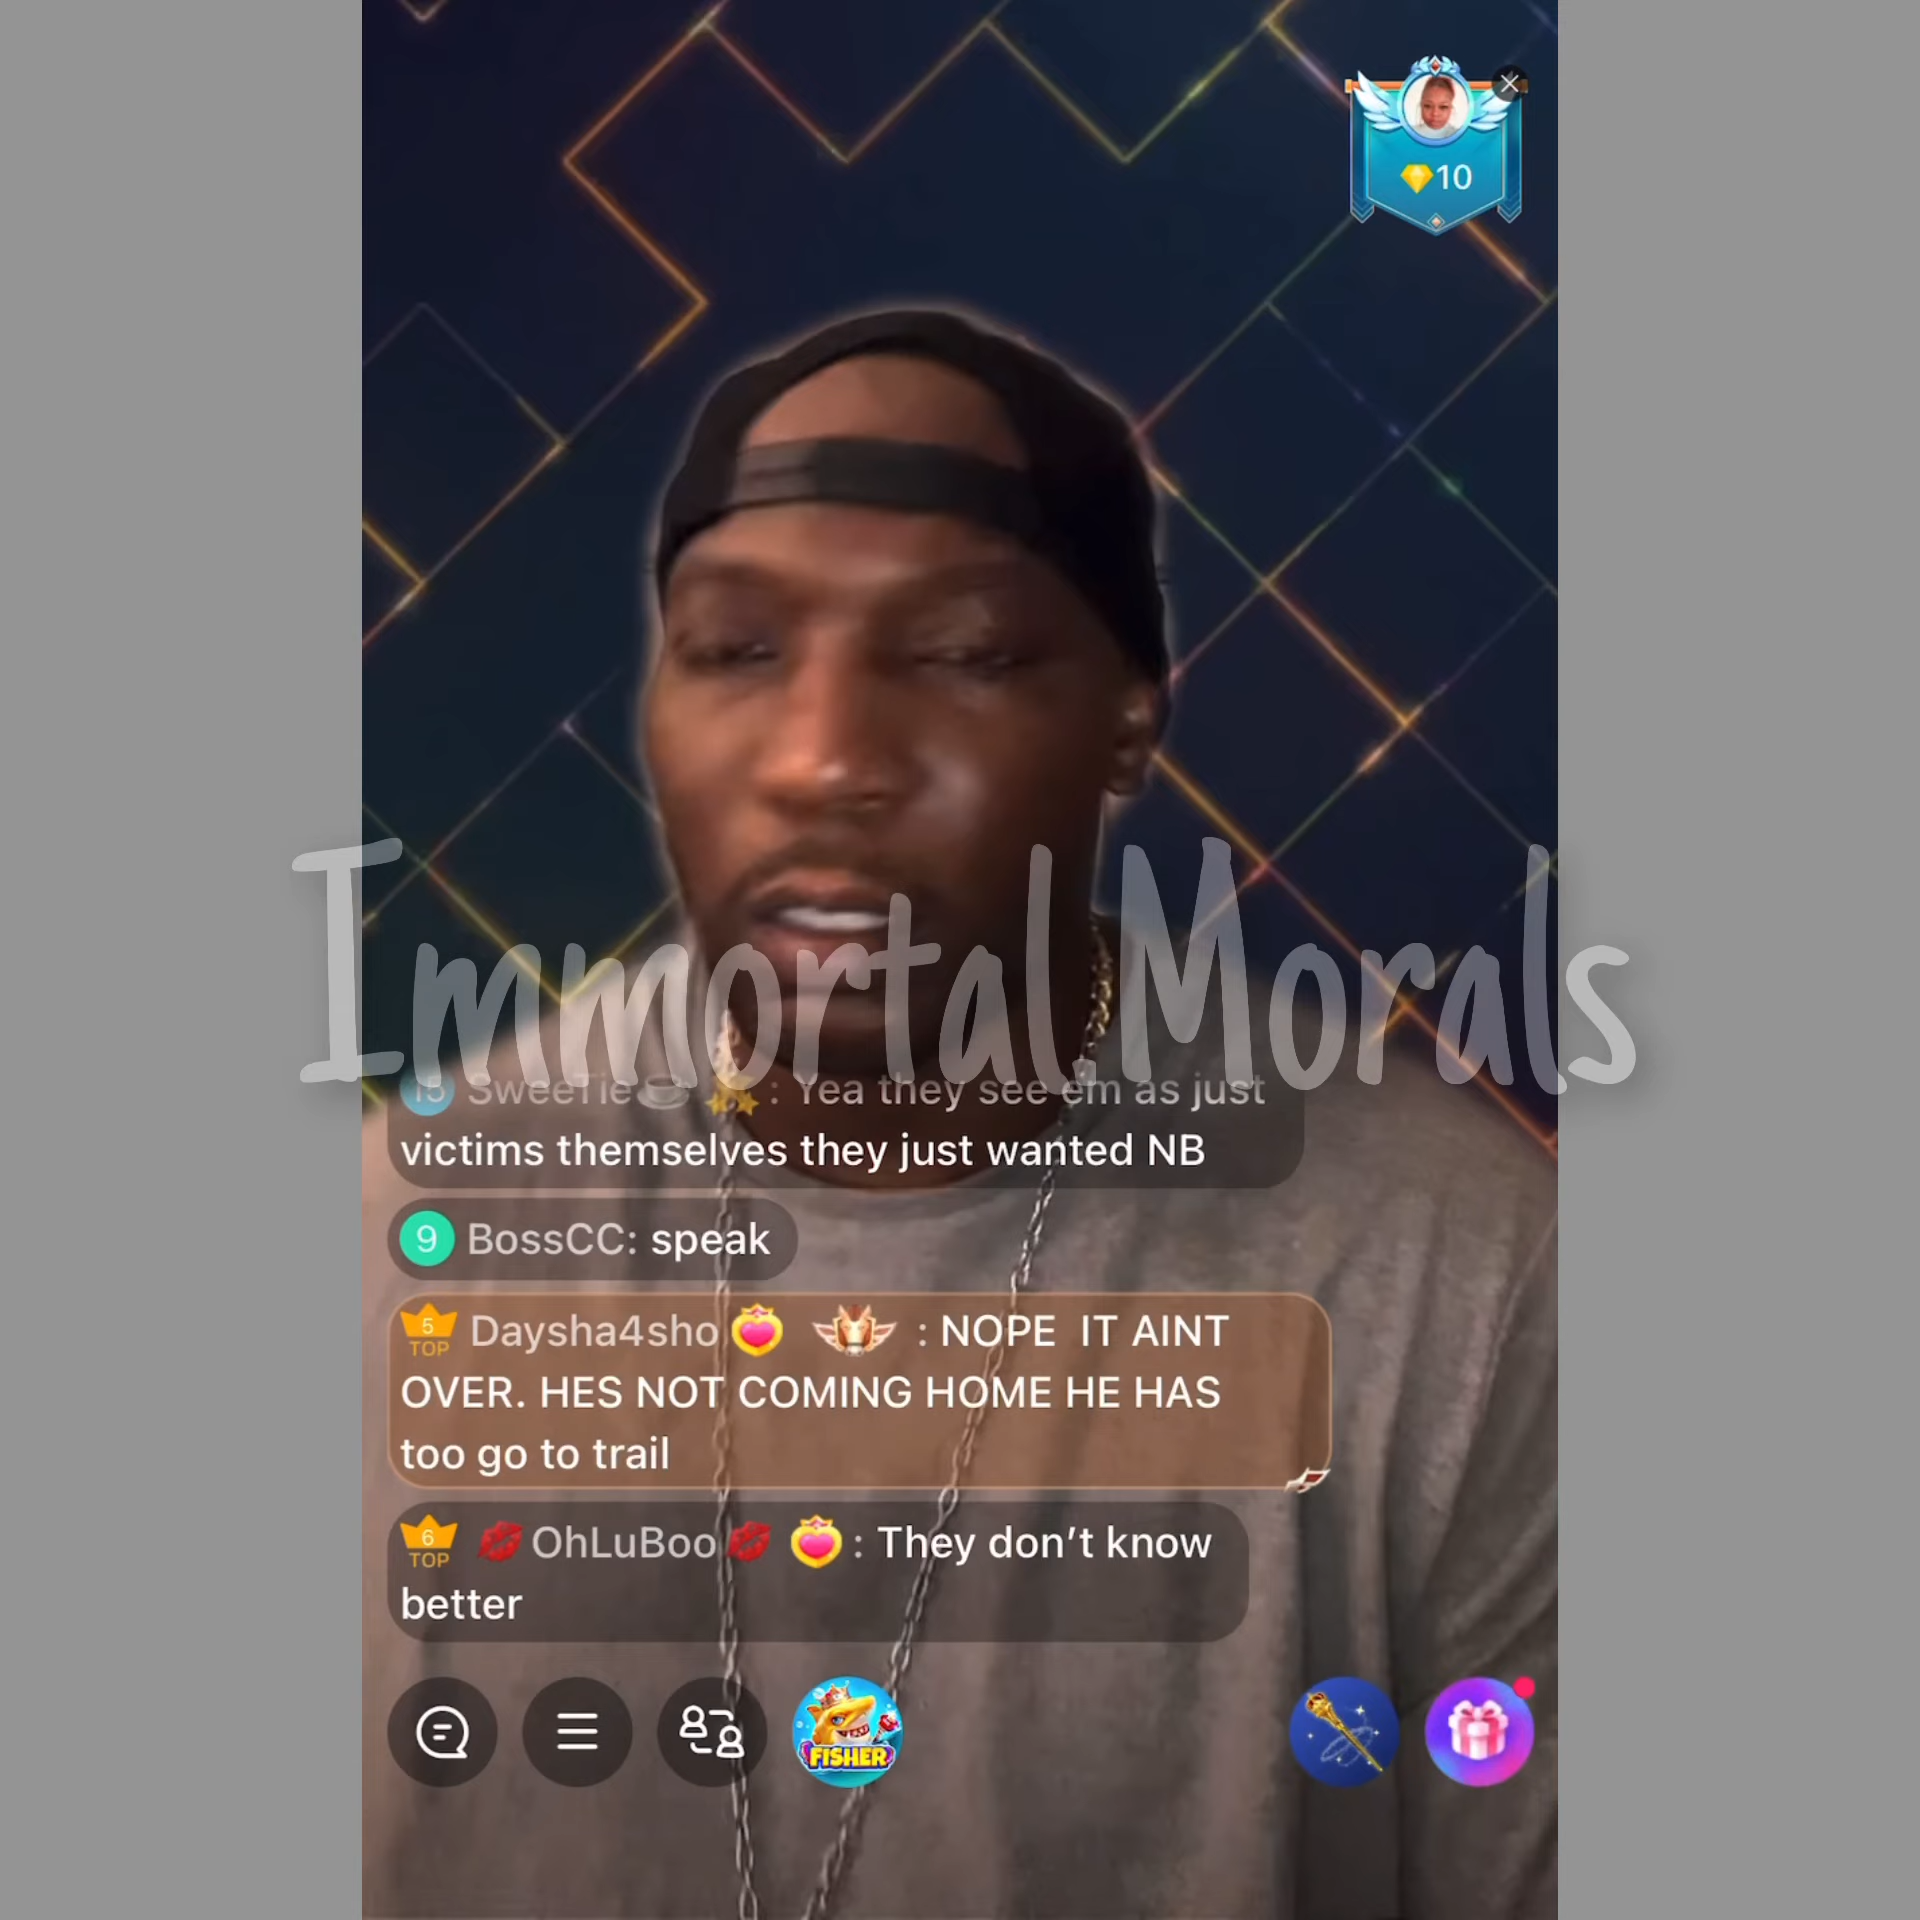 10
Immortal.Morals
15 SweeTie : Yea they see em as just
victims themselves they just wanted NB
9 BossCC: speak
5 TOP Daysha4sho : NOPE IT AINT
OVER. HES NOT COMING HOME HE HAS
too go to trail
6 TOP OhLuBoo : They don’t know
better
FISHER